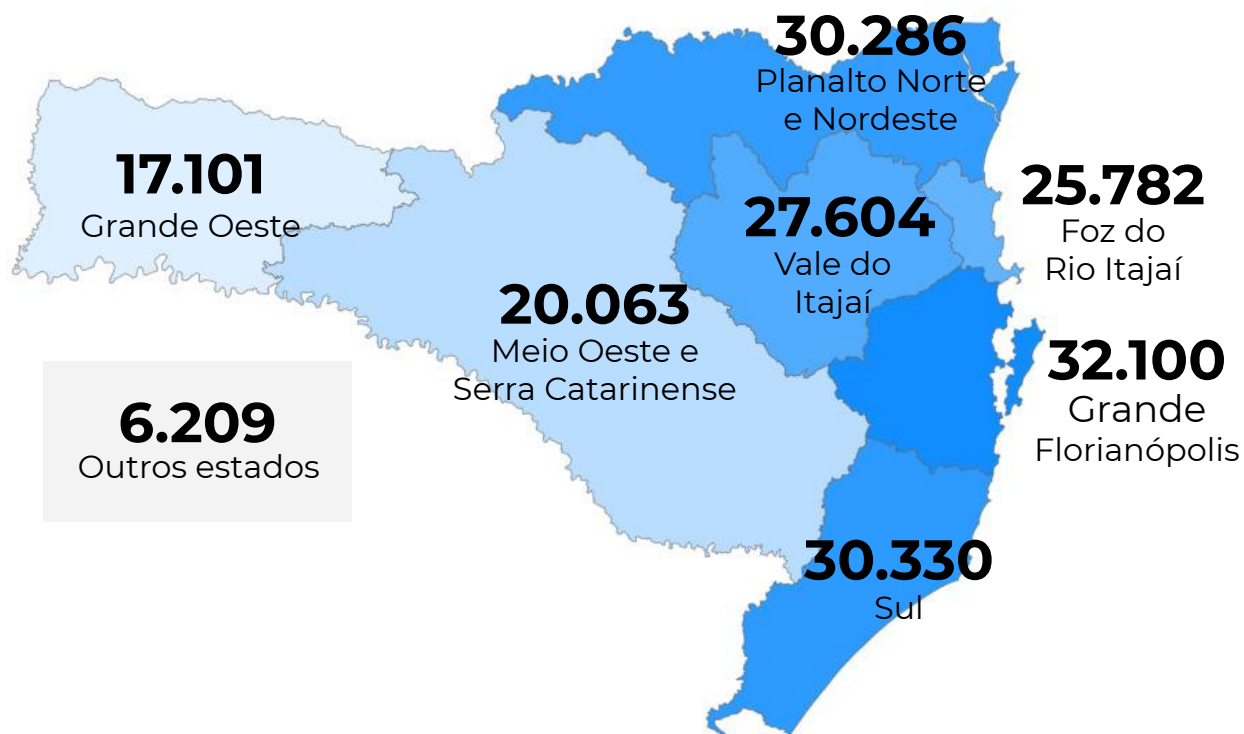 30.286
Planalto Norte
e Nordeste
17.101
Grande Oeste
25.782
Foz do
Rio Itajaí
27.604
Vale do
Itajaí
20.063
Meio Oeste e
Serra Catarinense
32.100
Grande
Florianópolis
6.209
Outros estados
30.330
Sul